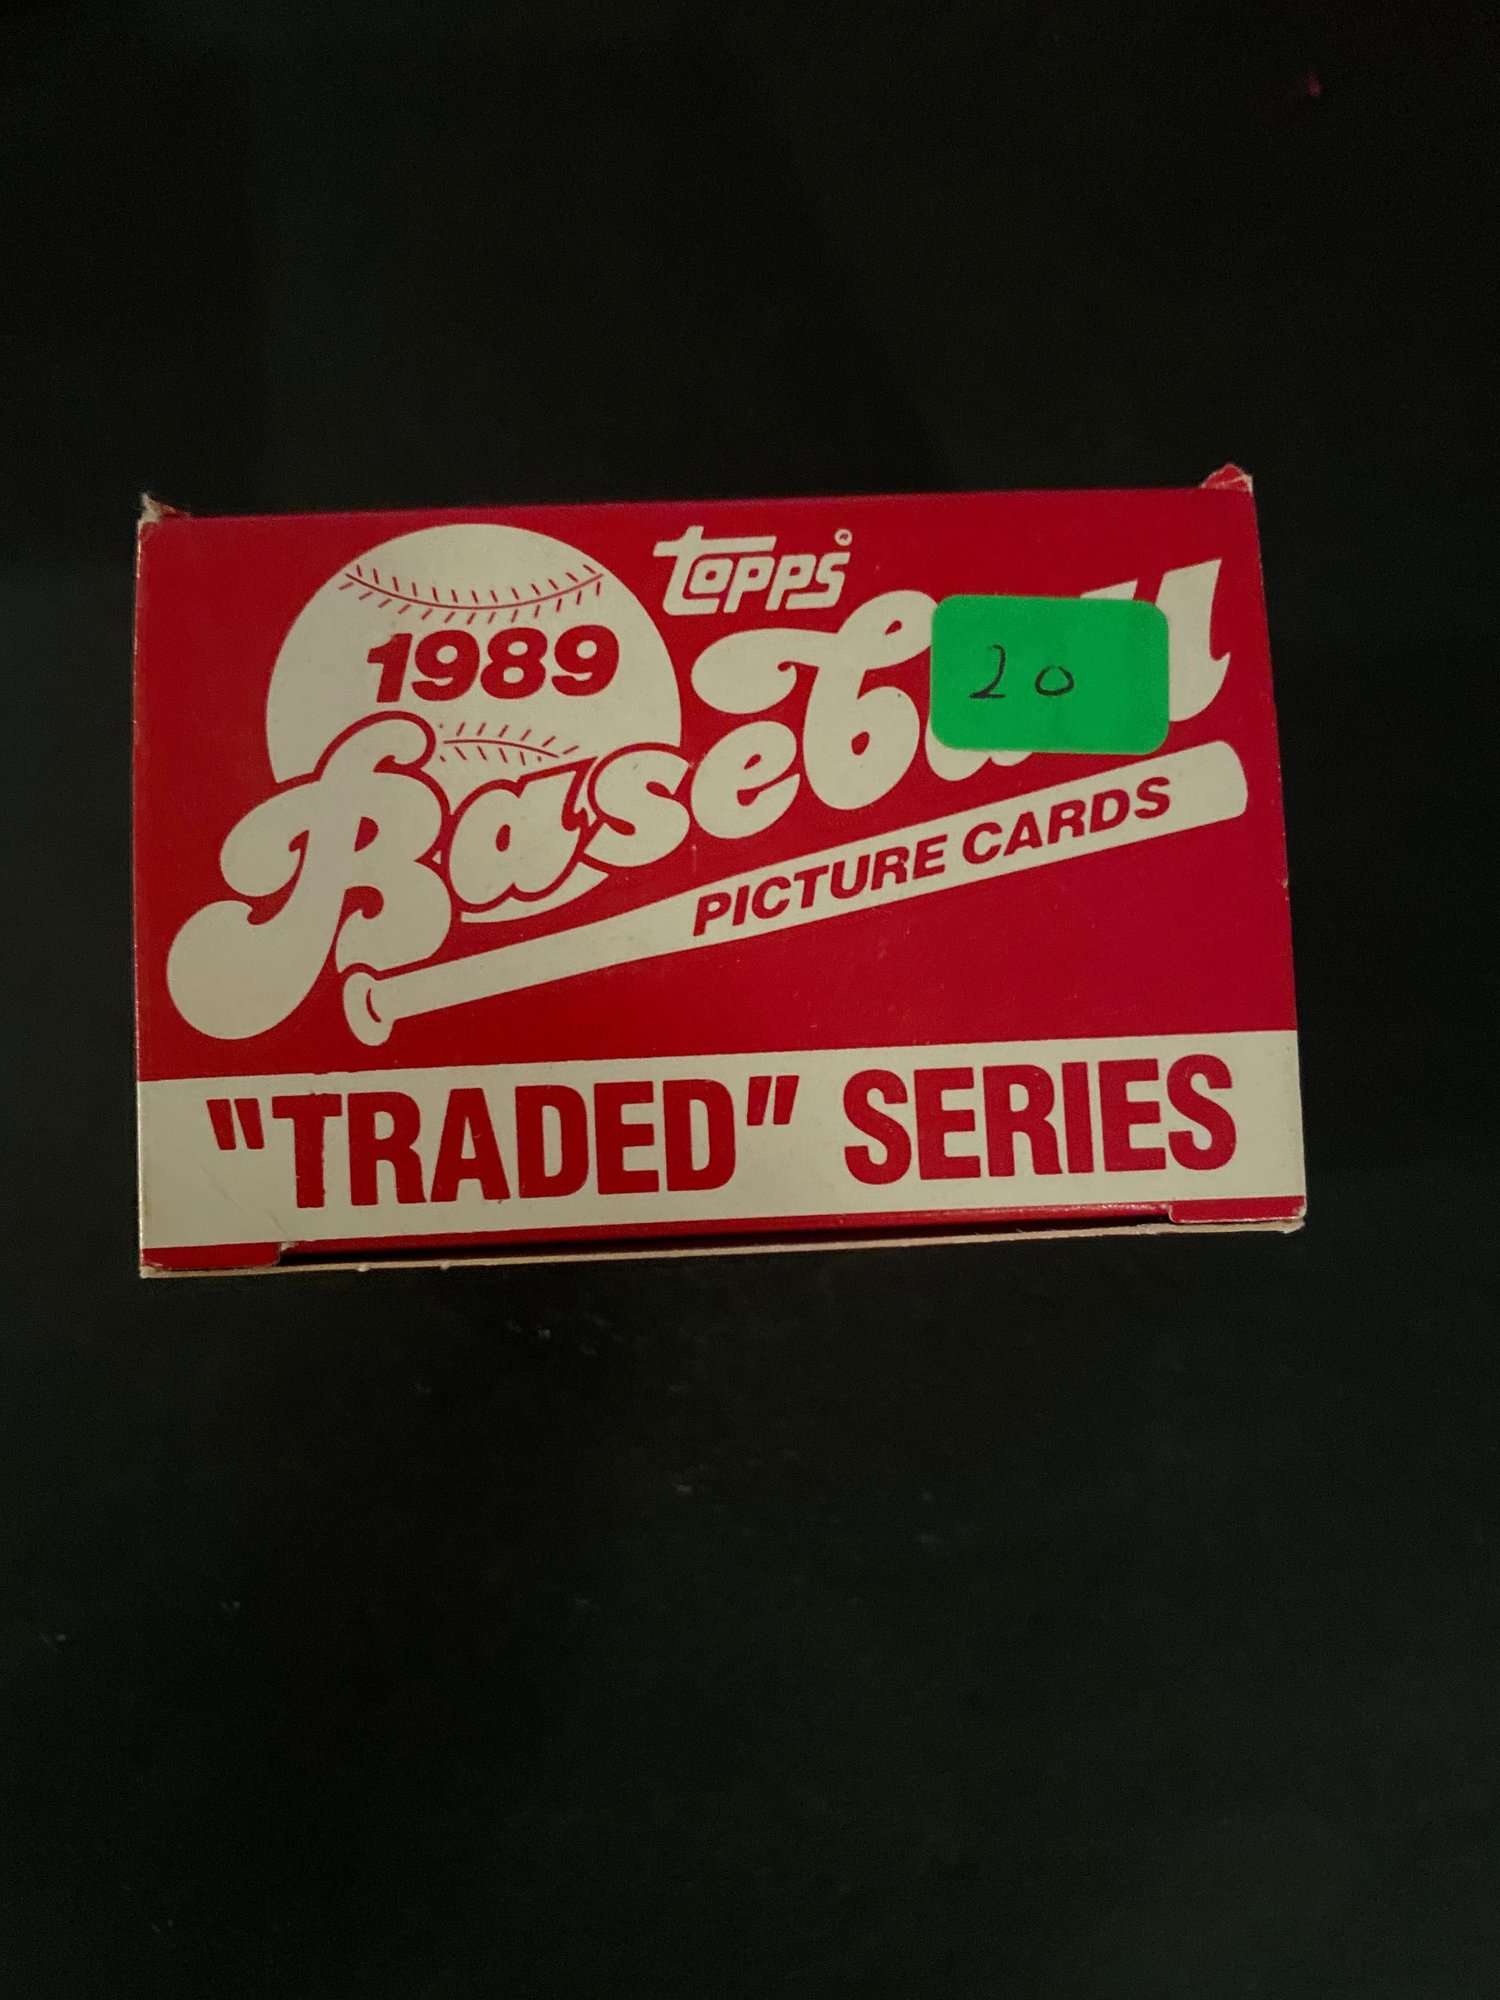 topps®
1989
Baseball
20
PICTURE CARDS
"TRADED" SERIES